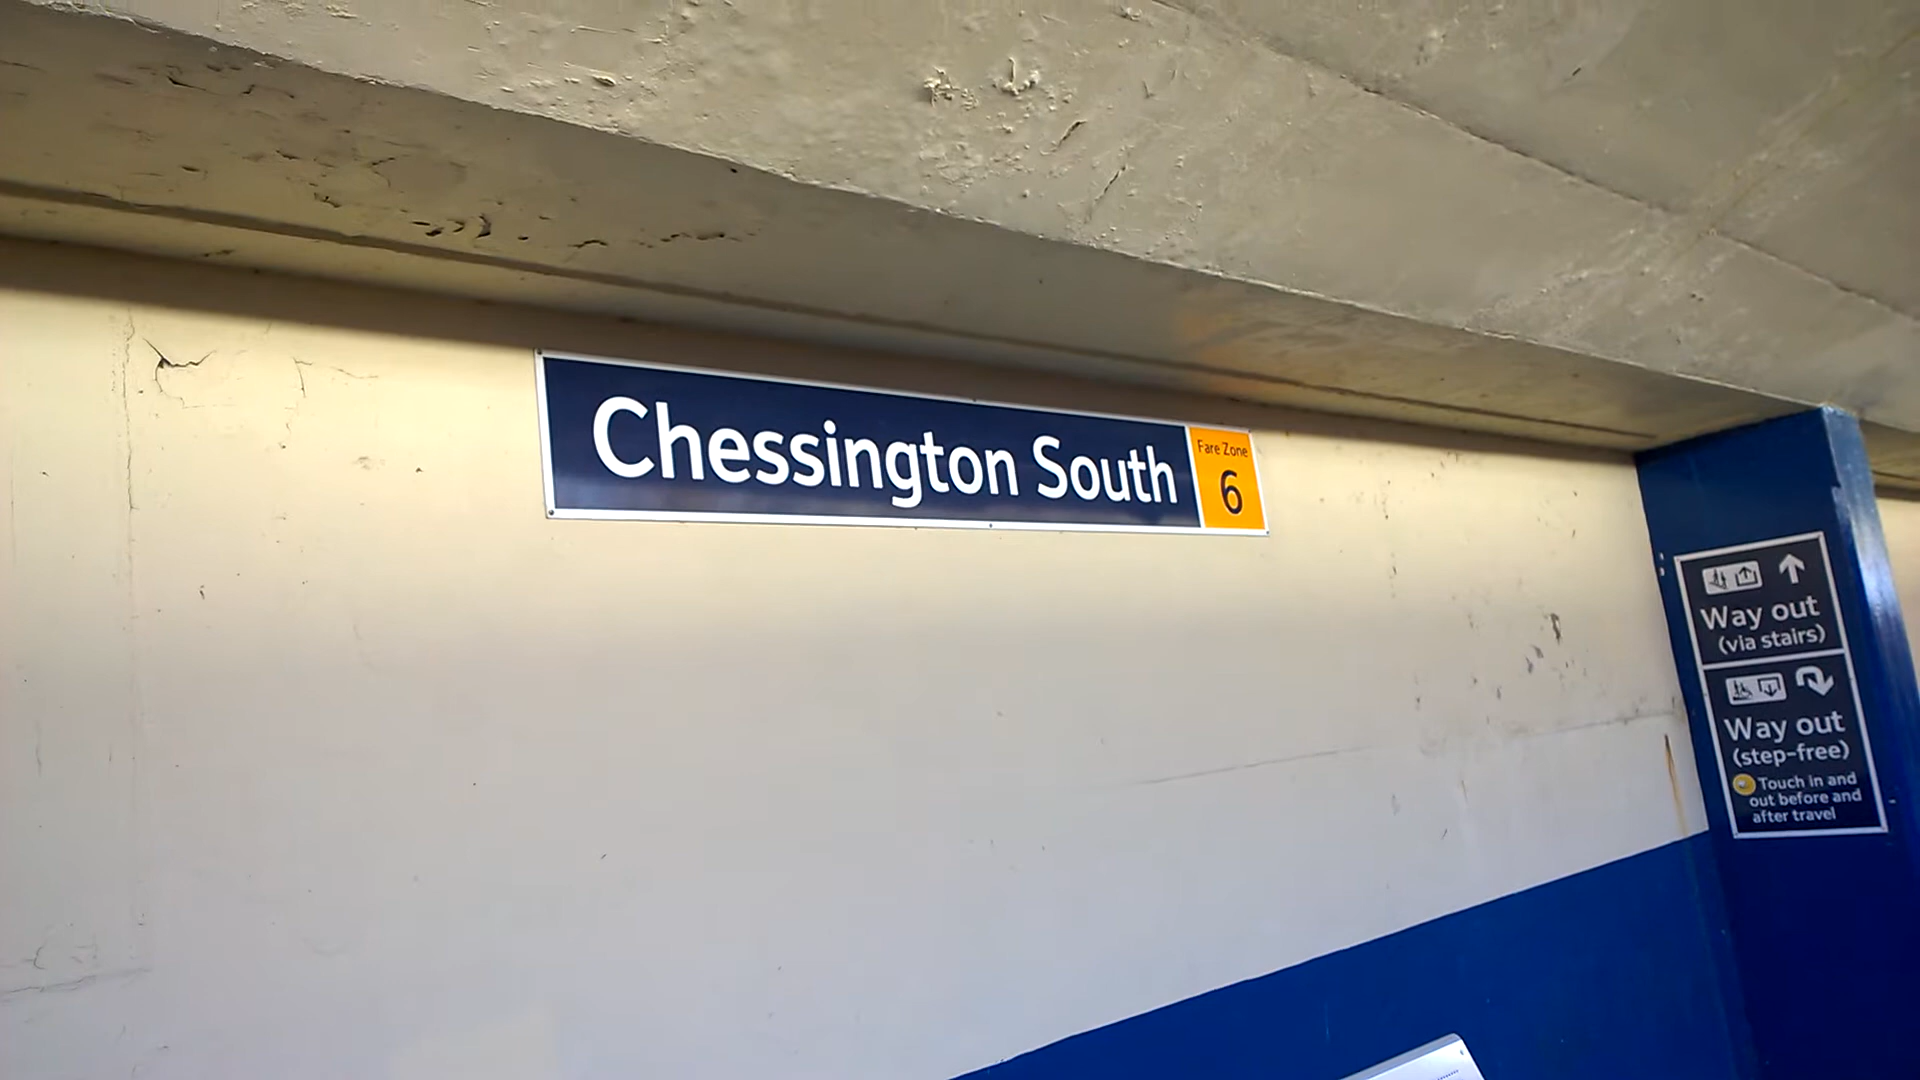 Chessington South
Fare Zone
6
Way out
(via stairs)
Way out
(step-free)
Touch in and
out before and
after travel